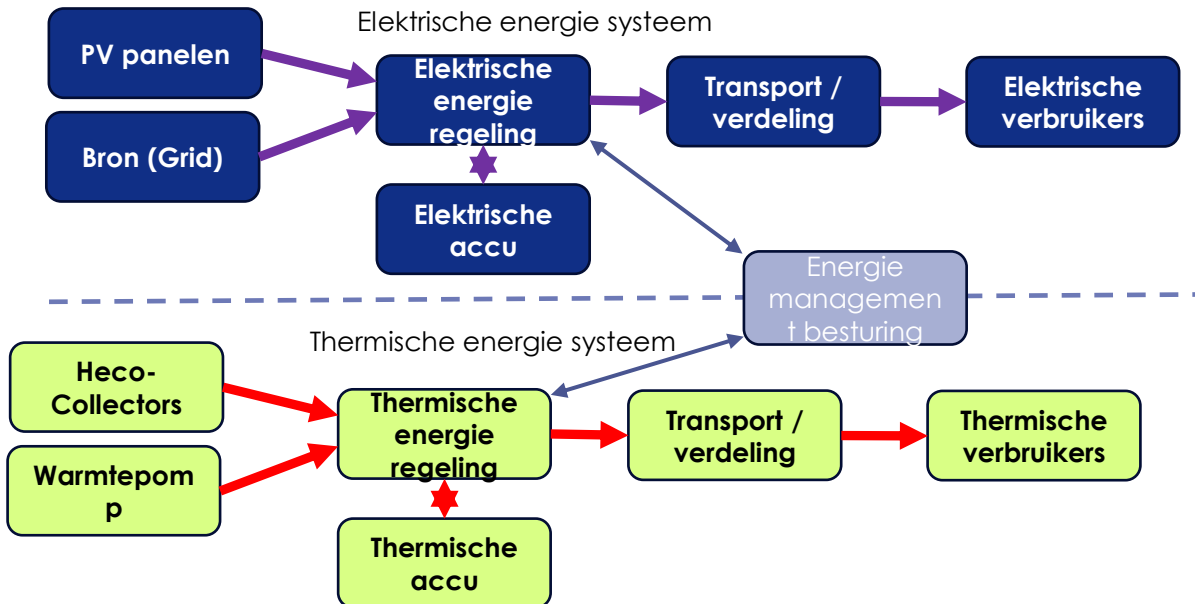 Elektrische energie systeem
PV panelen
Bron (Grid)
Elektrische
energie
regeling
Transport /
verdeling
Elektrische
verbruikers
Elektrische
accu
Energie
managemen
t besturing
Thermische energie systeem
Heco-
Collectors
Warmtepom
p
Thermische
energie
regeling
Transport /
verdeling
Thermische
verbruikers
Thermische
accu